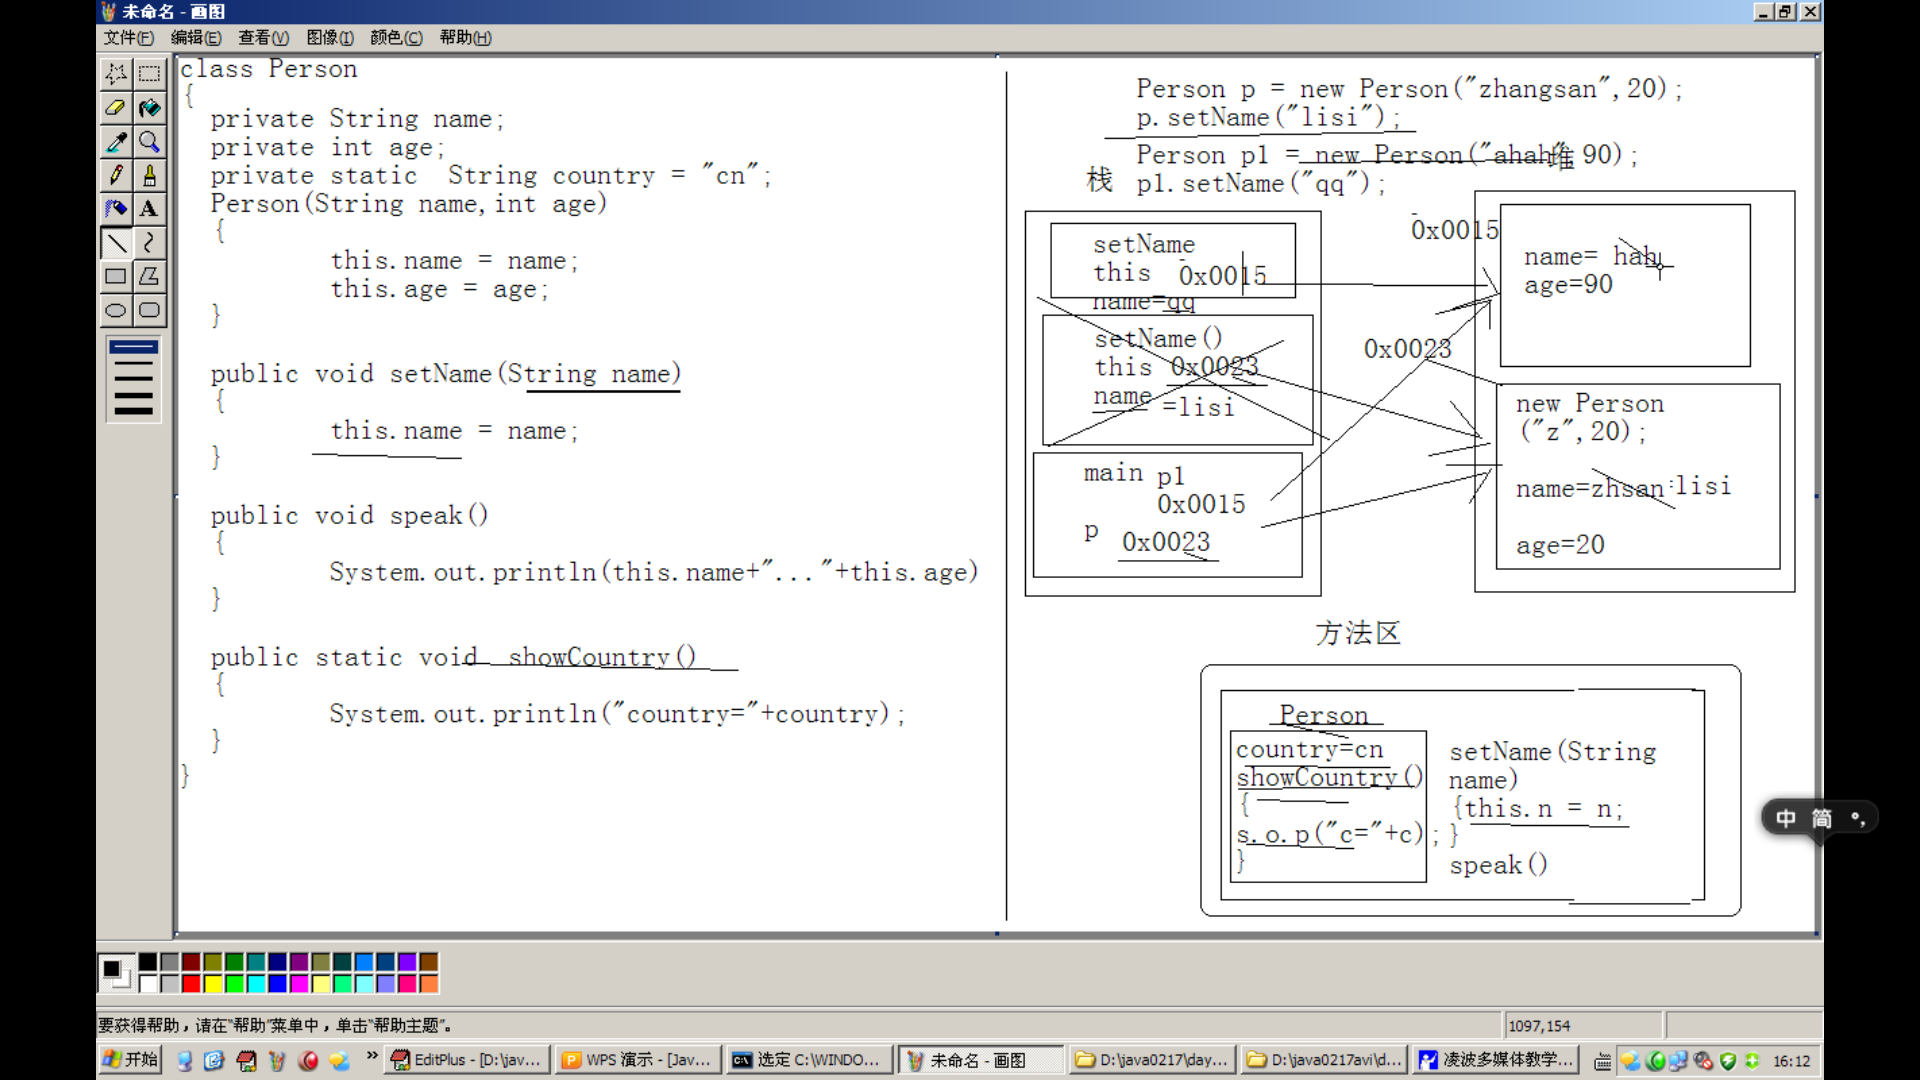 未命名 - 画图
文件(F) 编辑(E) 查看(V) 图像(I) 颜色(C) 帮助(H)
class Person
{
private String name;
private int age;
private static String country = "cn";
Person(String name,int age)
{
this.name = name;
this.age = age;
}
public void setName(String name)
{
this.name = name;
}
public void speak()
{
System.out.println(this.name+"..."+this.age)
}
public static void showCountry()
{
System.out.println("country="+country);
}
}
Person p = new Person("zhangsan",20);
p.setName("lisi");
Person p1 = new Person("ahah", 90);
堆
栈
p1.setName("qq");
setName
this 0x0015
name=qq
setName()
this 0x0023
name =lisi
main p1
0x0015
p
0x0023
0x0015
name= hah
age=90
0x0023
new Person
("z",20);
name=zhsan lisi
age=20
方法区
Person
country=cn
showCountry()
{
s.o.p("c="+c);
}
setName(String
name)
{this.n = n;
}
speak()
中 简 °,
要获得帮助，请在“帮助”菜单中，单击“帮助主题”。
1097,154
开始
»
EditPlus - [D:\jav...
WPS 演示 - [Jav...
选定 C:\WINDO...
未命名 - 画图
D:\java0217\day...
D:\java0217avi\d...
凌波多媒体教学...
16:12